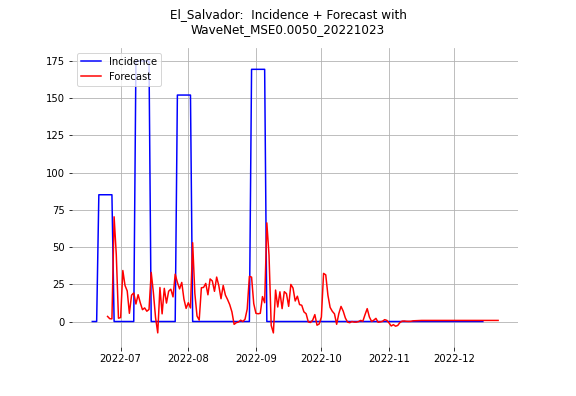 El_Salvador:  Incidence + Forecast with
WaveNet_MSE0.0050_20221023
Incidence
Forecast
175
150
125
100
75
50
25
0
2022-07 2022-08 2022-09 2022-10 2022-11 2022-12